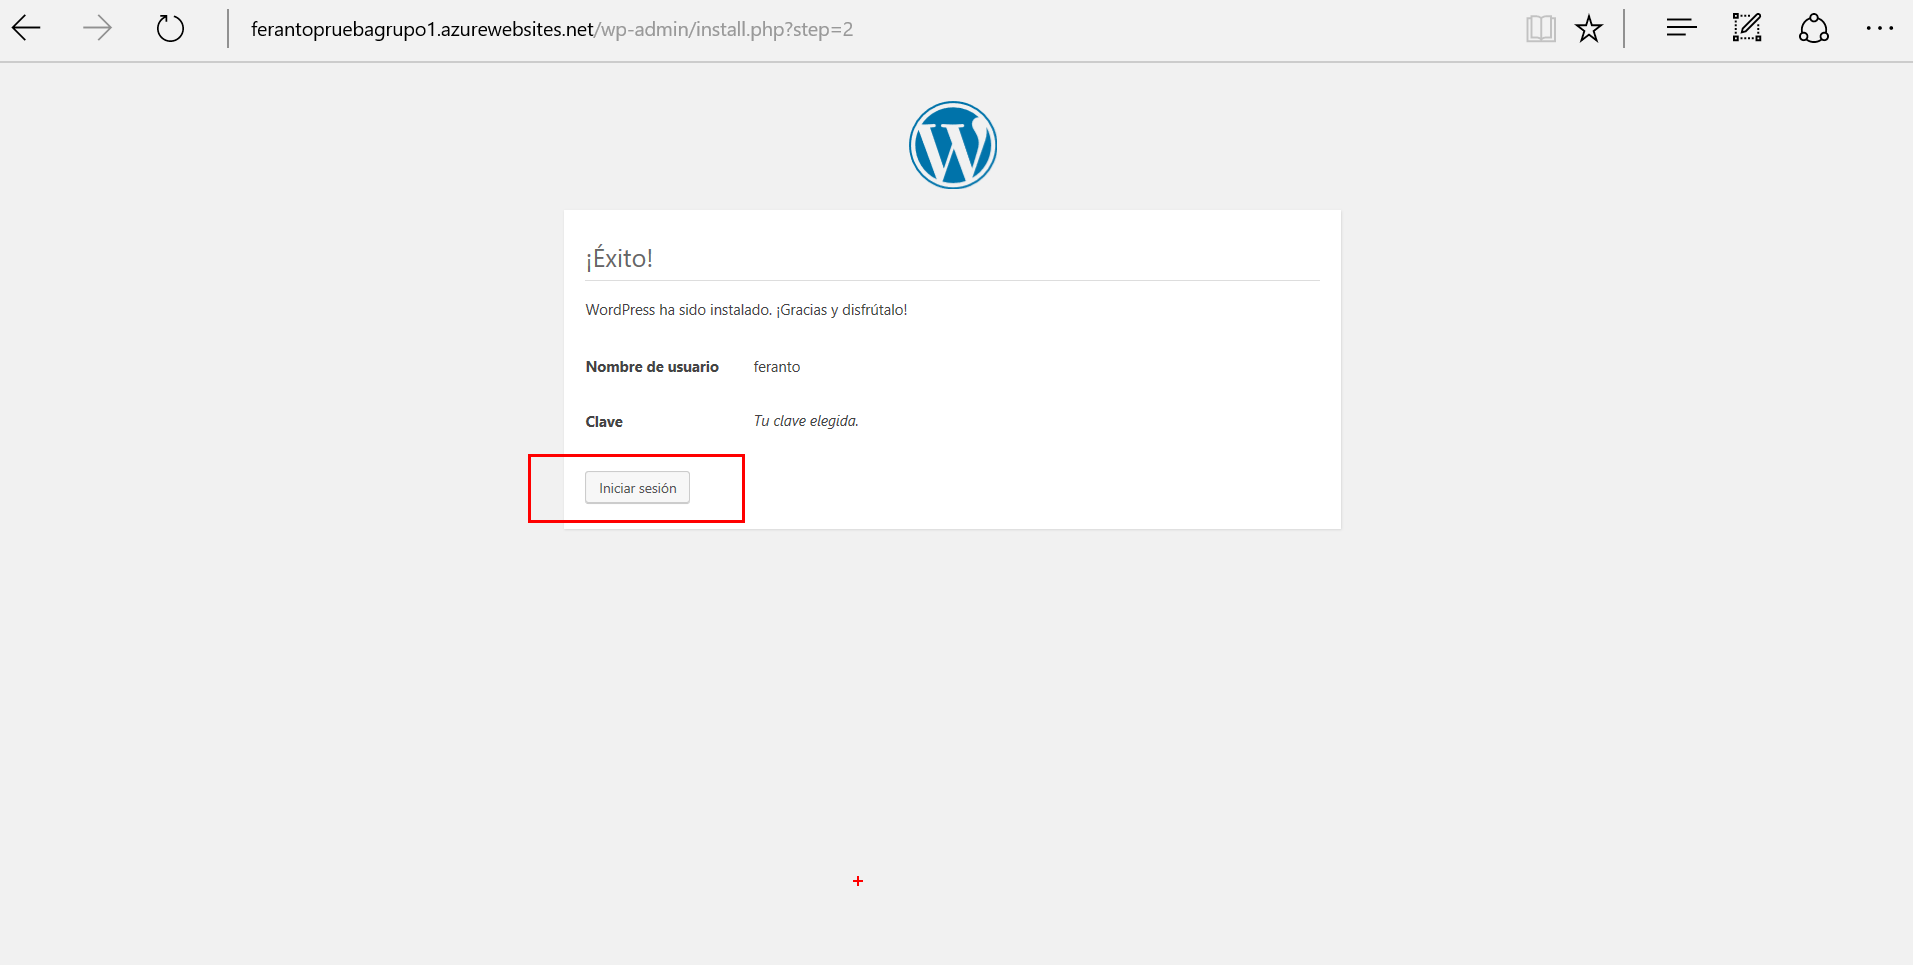 ferantopruebagrupo1.azurewebsites.net/wp-admin/install.php?step=2
¡Éxito!
WordPress ha sido instalado. ¡Gracias y disfrútalo!
Nombre de usuario feranto
Clave Tu clave elegida.
Iniciar sesión